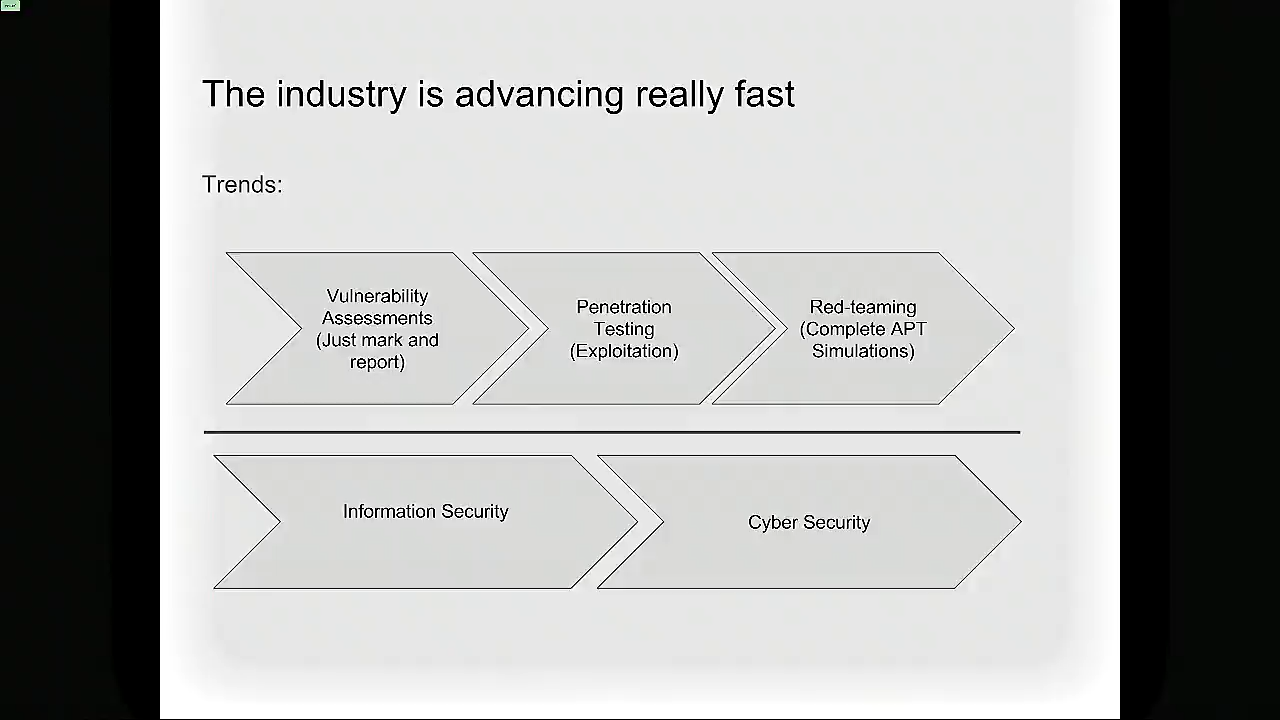 The industry is advancing really fast
Trends:
Vulnerability
Assessments
(Just mark and
report)
Penetration
Testing
(Exploitation)
Red-teaming
(Complete APT
Simulations)
Information Security
Cyber Security